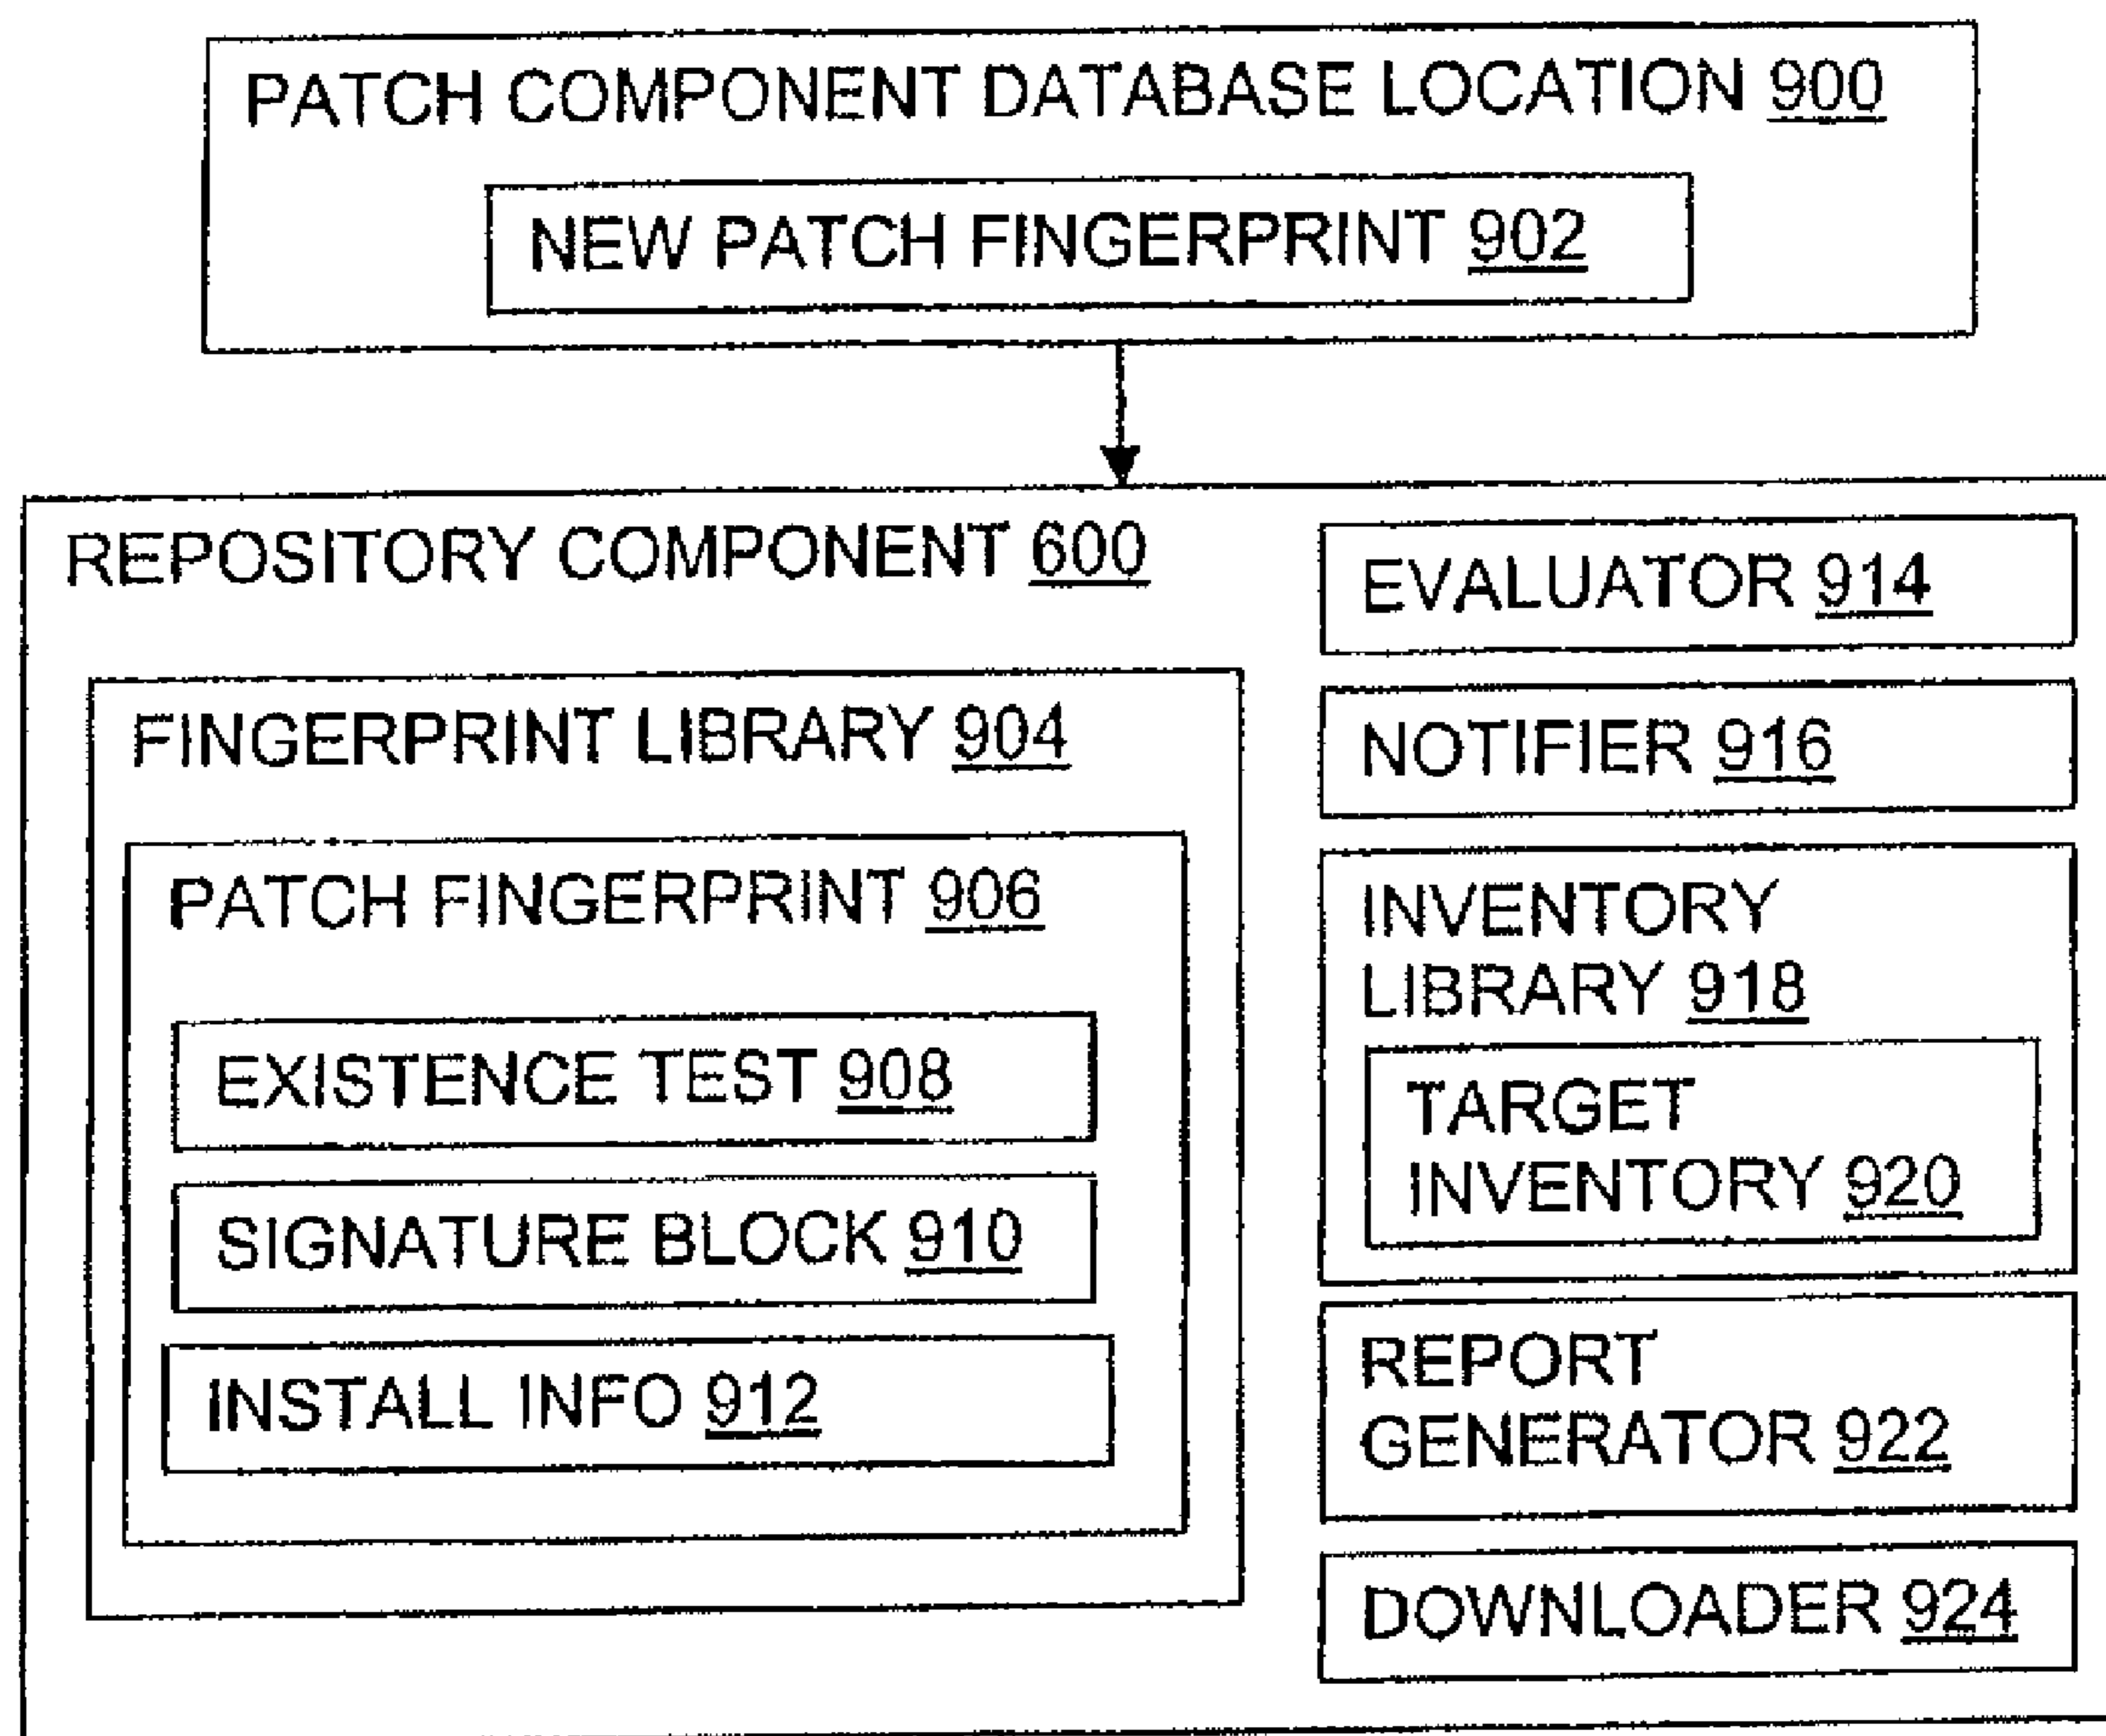 PATCH COMPONENT DATABASE LOCATION 900
NEW PATCH FINGERPRINT 902
REPOSITORY COMPONENT 600
FINGERPRINT LIBRARY 904
PATCH FINGERPRINT 906
EXISTENCE TEST 908
SIGNATURE BLOCK 910
INSTALL INFO 912
EVALUATOR 914
NOTIFIER 916
INVENTORY
LIBRARY 918
TARGET
INVENTORY 920
REPORT
GENERATOR 922
DOWNLOADER 924